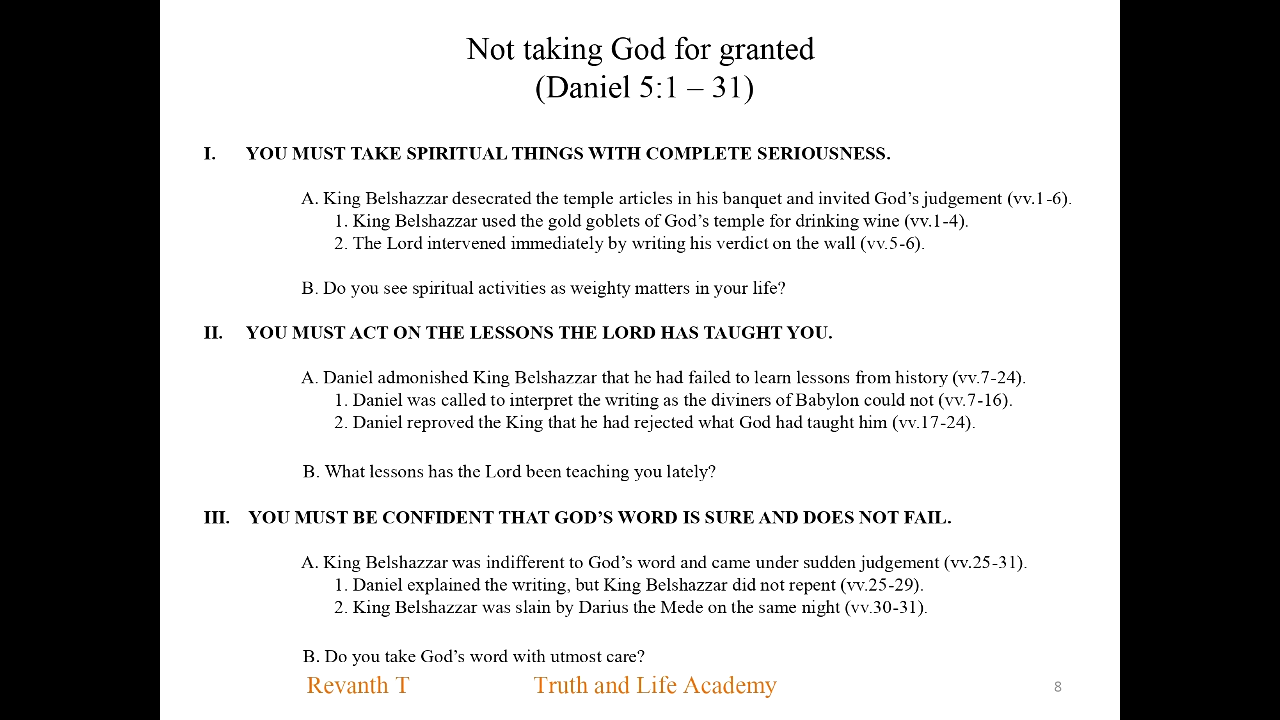 Not taking God for granted
(Daniel 5:1 – 31)
I. YOU MUST TAKE SPIRITUAL THINGS WITH COMPLETE SERIOUSNESS.
A. King Belshazzar desecrated the temple articles in his banquet and invited God’s judgement (vv.1-6).
1. King Belshazzar used the gold goblets of God’s temple for drinking wine (vv.1-4).
2. The Lord intervened immediately by writing his verdict on the wall (vv.5-6).
B. Do you see spiritual activities as weighty matters in your life?
II. YOU MUST ACT ON THE LESSONS THE LORD HAS TAUGHT YOU.
A. Daniel admonished King Belshazzar that he had failed to learn lessons from history (vv.7-24).
1. Daniel was called to interpret the writing as the diviners of Babylon could not (vv.7-16).
2. Daniel reproved the King that he had rejected what God had taught him (vv.17-24).
B. What lessons has the Lord been teaching you lately?
III. YOU MUST BE CONFIDENT THAT GOD’S WORD IS SURE AND DOES NOT FAIL.
A. King Belshazzar was indifferent to God’s word and came under sudden judgement (vv.25-31).
1. Daniel explained the writing, but King Belshazzar did not repent (vv.25-29).
2. King Belshazzar was slain by Darius the Mede on the same night (vv.30-31).
B. Do you take God’s word with utmost care?
Revanth T Truth and Life Academy 8